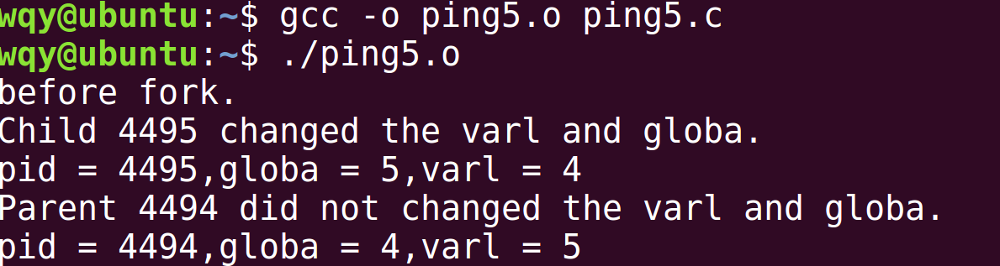 wqy@ubuntu:~$ gcc -o ping5.o ping5.c
wqy@ubuntu:~$ ./ping5.o
before fork.
Child 4495 changed the varl and globa.
pid = 4495,globa = 5,varl = 4
Parent 4494 did not changed the varl and globa.
pid = 4494,globa = 4,varl = 5